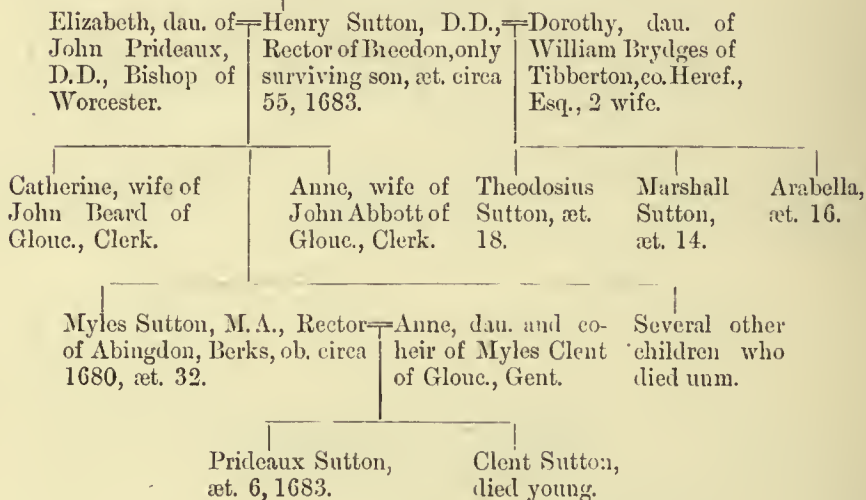 Elizabeth, dau. of
John Prideaux,
D.D., Bishop of
Worcester.
Henry Sutton, D.D.,
Rector of Breedon, only
surviving son, æt. circa
55, 1683.
Dorothy, dau. of
William Brydges of
Tibberton, co. Heref.,
Esq., 2 wife.
Catherine, wife of
John Beard of
Glouc., Clerk.
Anne, wife of
John Abbott of
Glouc., Clerk.
Theodosius
Sutton, æt.
18.
Marshall
Sutton,
æt. 14.
Arabella,
æt. 16.
Myles Sutton, M.A., Rector
of Abingdon, Berks, ob. circa
1680, æt. 32.
Anne, dau. and co-
heir of Myles Clent
of Glouc., Gent.
Several other
children who
died unm.
Prideaux Sutton,
æt. 6, 1683.
Clent Sutton,
died young.